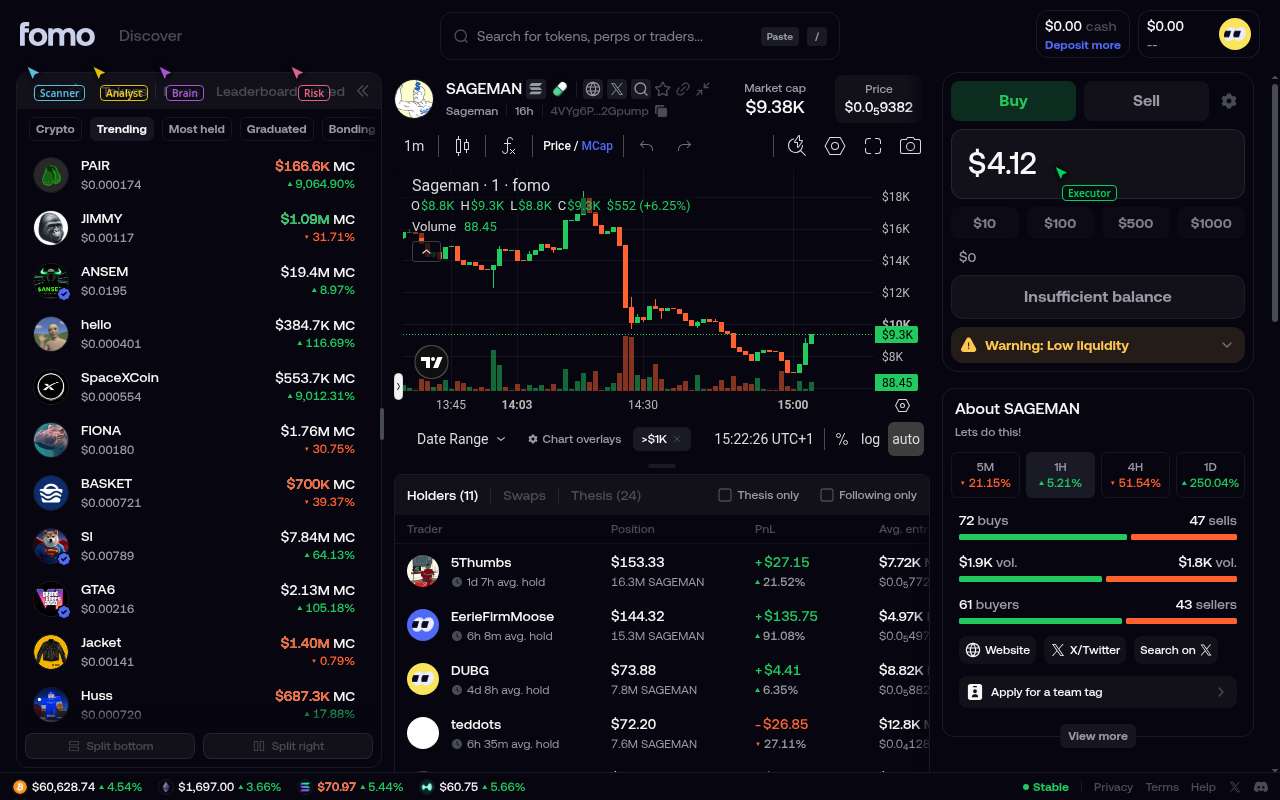 fomo
Discover
Search for tokens, perps or traders...
Paste
/
$0.00 cash
Deposit more
$0.00
--
Scanner
Analyst
Brain
Leaderboard
Risk
Crypto
Trending
Most held
Graduated
Bonding
PAIR
$0.000174
$166.6K MC
9,064.90%
JIMMY
$0.00117
$1.09M MC
31.71%
ANSEM
$0.0195
$19.4M MC
8.97%
hello
$0.000401
$384.7K MC
116.69%
SpaceXCoin
$0.000554
$553.7K MC
9,012.31%
FIONA
$0.00180
$1.76M MC
30.75%
BASKET
$0.000721
$700K MC
39.37%
SI
$0.00789
$7.84M MC
64.13%
GTA6
$0.00216
$2.13M MC
105.18%
Jacket
$0.00141
$1.40M MC
0.79%
Huss
$0.000720
$687.3K MC
17.88%
Split bottom
Split right
SAGEMAN
Sageman
16h
4VYg6P...2Gpump
Market cap
$9.38K
Price
$0.0₅9382
1m
Price / MCap
Sageman · 1 · fomo
O$8.8K H$9.3K L$8.8K C$9.3K $552 (+6.25%)
Volume 88.45
$18K
$16K
$14K
$12K
$10K
$9.3K
$8K
88.45
13:45
14:03
14:30
15:00
Date Range
Chart overlays
>$1K ×
15:22:26 UTC+1
%
log
auto
Holders (11)
Swaps
Thesis (24)
Thesis only
Following only
Trader
Position
PnL
Avg. entr
5Thumbs
1d 7h avg. hold
$153.33
16.3M SAGEMAN
+$27.15
21.52%
$7.72K
$0.0₅772
EerieFirmMoose
6h 8m avg. hold
$144.32
15.3M SAGEMAN
+$135.75
91.08%
$4.97K
$0.0₅497
DUBG
4d 8h avg. hold
$73.88
7.8M SAGEMAN
+$4.41
6.35%
$8.82K
$0.0₅882
teddots
6h 35m avg. hold
$72.20
7.6M SAGEMAN
-$26.85
27.11%
$12.8K
$0.0₄128
Buy
Sell
$4.12
Executor
$10
$100
$500
$1000
$0
Insufficient balance
Warning: Low liquidity
About SAGEMAN
Lets do this!
5M
21.15%
1H
5.21%
4H
51.54%
1D
250.04%
72 buys
47 sells
$1.9K vol.
$1.8K vol.
61 buyers
43 sellers
Website
X/Twitter
Search on X
Apply for a team tag
View more
$60,628.74 4.54%
$1,697.00 3.66%
$70.97 5.44%
$60.75 5.66%
Stable
Privacy
Terms
Help